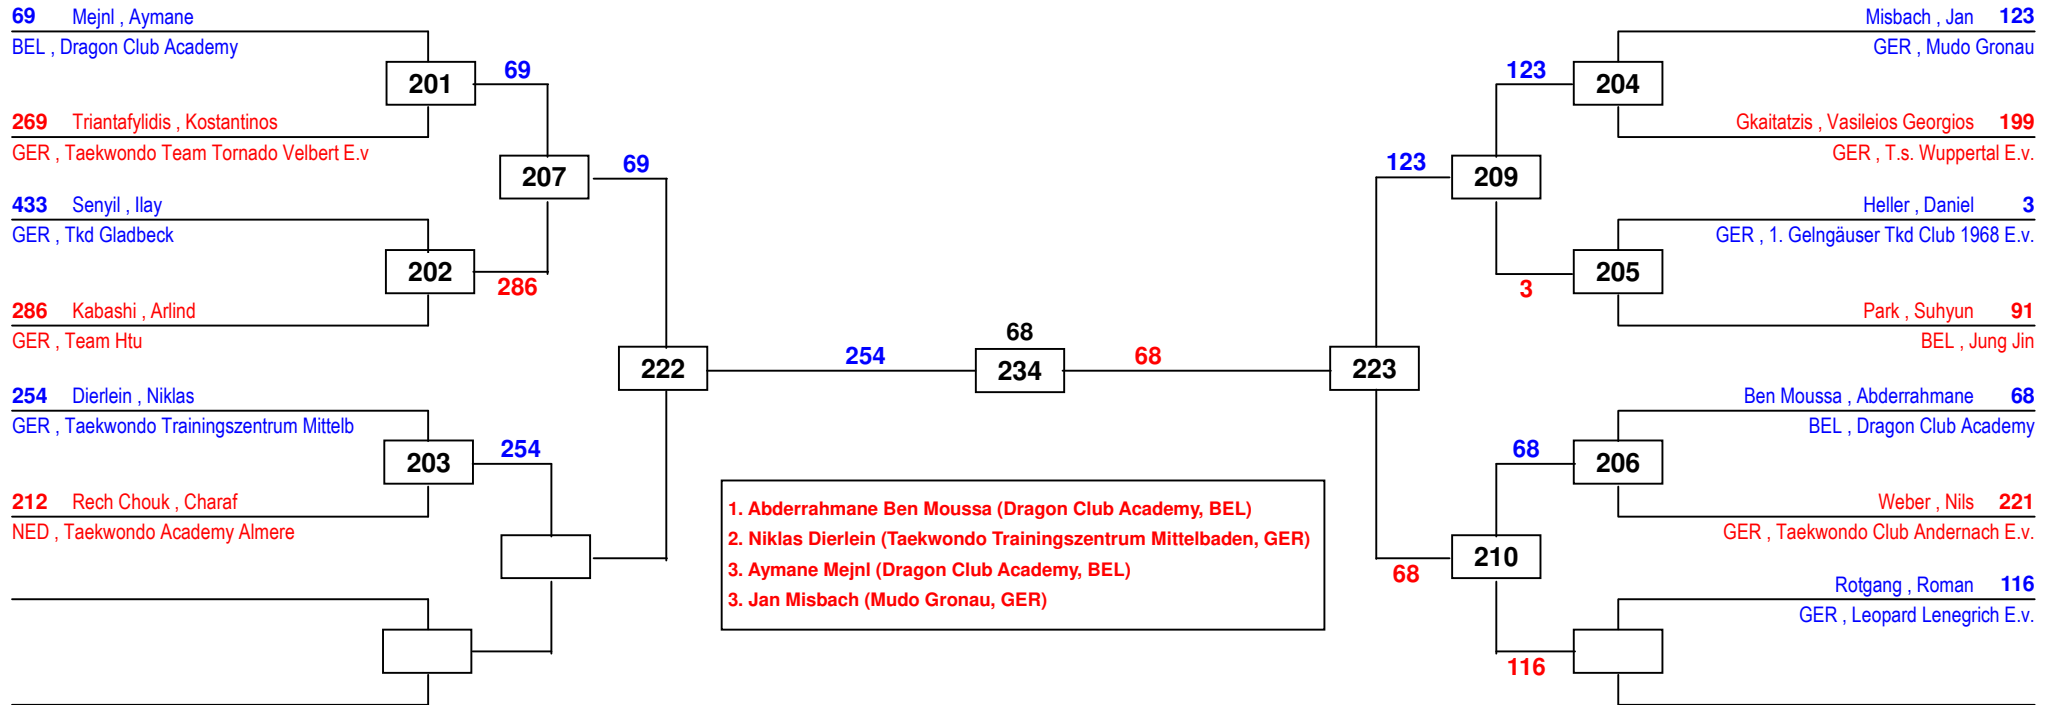 69 Mejnl , Aymane
BEL , Dragon Club Academy
201
69
269 Triantafylidis , Kostantinos
GER , Taekwondo Team Tornado Velbert E.v
207
69
433 Senyil , Ilay
GER , Tkd Gladbeck
202
286
286 Kabashi , Arlind
GER , Team Htu
222
254
254 Dierlein , Niklas
GER , Taekwondo Trainingszentrum Mittelb
203
254
212 Rech Chouk , Charaf
NED , Taekwondo Academy Almere
68
234
68
1. Abderrahmane Ben Moussa (Dragon Club Academy, BEL)
2. Niklas Dierlein (Taekwondo Trainingszentrum Mittelbaden, GER)
3. Aymane Mejnl (Dragon Club Academy, BEL)
3. Jan Misbach (Mudo Gronau, GER)
Misbach , Jan 123
GER , Mudo Gronau
123
204
Gkaitatzis , Vasileios Georgios 199
GER , T.s. Wuppertal E.v.
123
209
Heller , Daniel 3
GER , 1. Gelngäuser Tkd Club 1968 E.v.
205
3
Park , Suhyun 91
BEL , Jung Jin
223
Ben Moussa , Abderrahmane 68
BEL , Dragon Club Academy
68
206
Weber , Nils 221
GER , Taekwondo Club Andernach E.v.
210
68
Rotgang , Roman 116
GER , Leopard Lenegrich E.v.
116